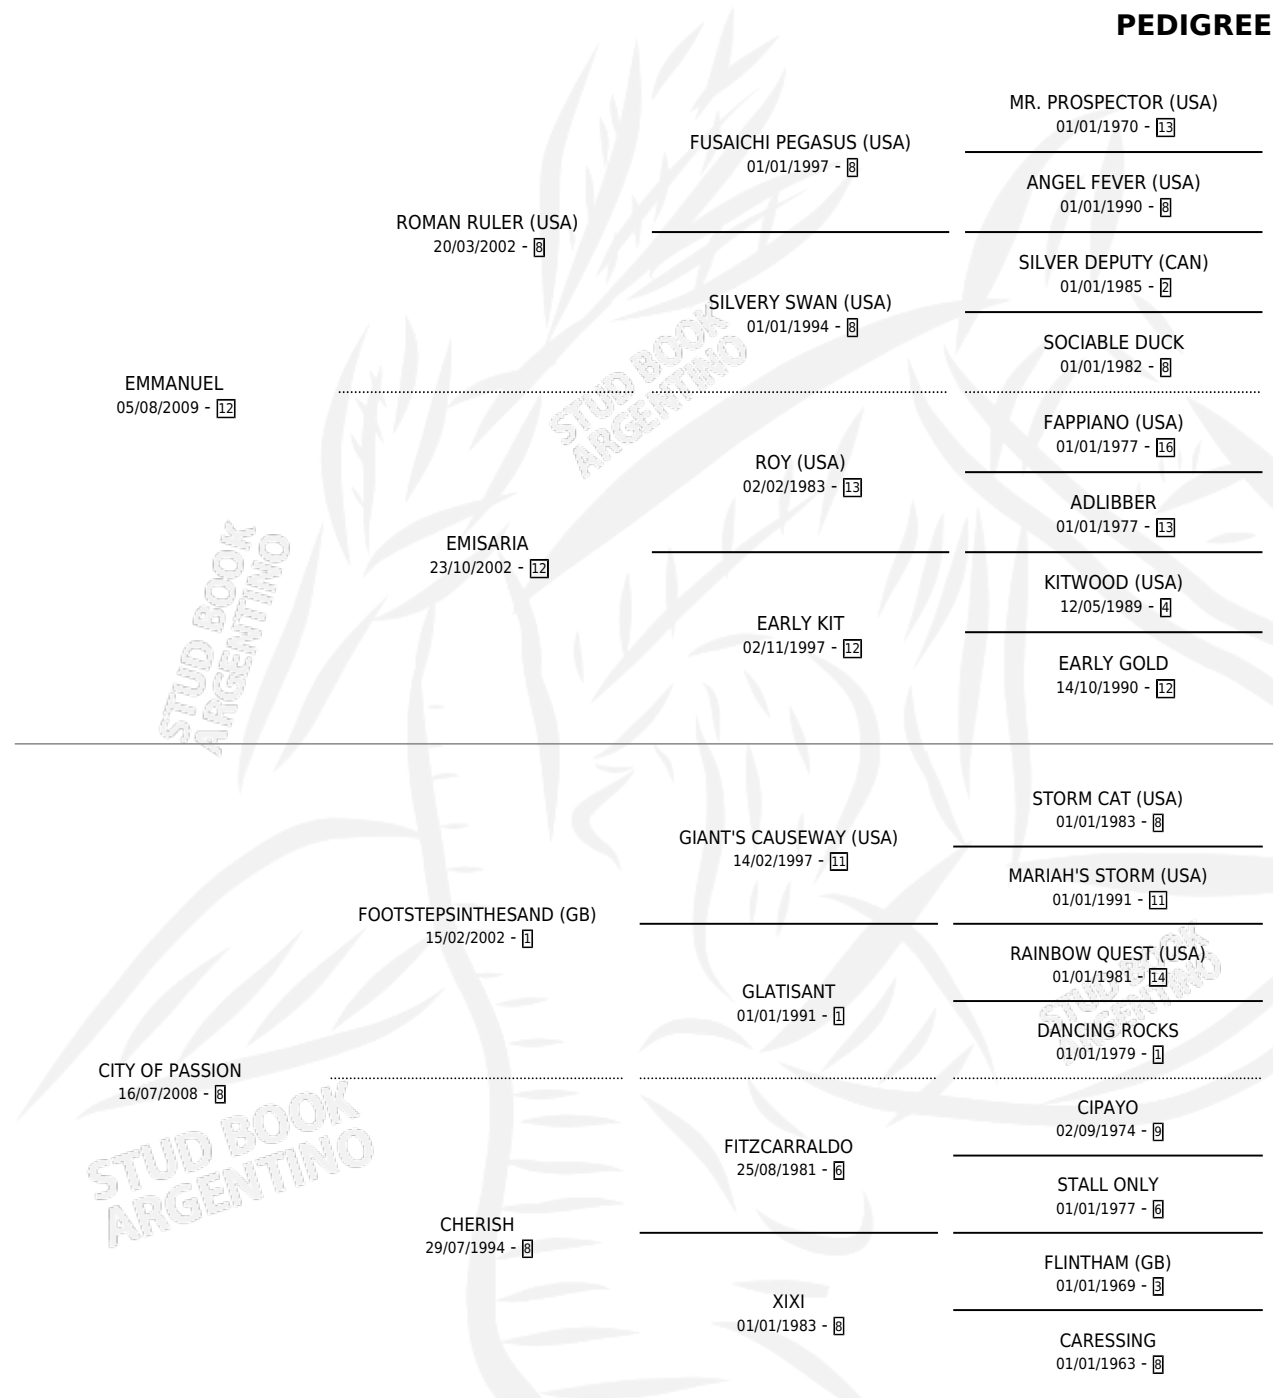 PEDIGREE
MR. PROSPECTOR (USA)
01/01/1970 - 13
FUSAICHI PEGASUS (USA)
01/01/1997 - 8
ANGEL FEVER (USA)
01/01/1990 - 8
ROMAN RULER (USA)
20/03/2002 - 8
SILVER DEPUTY (CAN)
01/01/1985 - 2
SILVERY SWAN (USA)
01/01/1994 - 8
SOCIABLE DUCK
01/01/1982 - 8
EMMANUEL
05/08/2009 - 12
FAPPIANO (USA)
01/01/1977 - 16
ROY (USA)
02/02/1983 - 13
ADLIBBER
01/01/1977 - 13
EMISARIA
23/10/2002 - 12
KITWOOD (USA)
12/05/1989 - 4
EARLY KIT
02/11/1997 - 12
EARLY GOLD
14/10/1990 - 12
STORM CAT (USA)
01/01/1983 - 8
GIANT'S CAUSEWAY (USA)
14/02/1997 - 11
MARIAH'S STORM (USA)
01/01/1991 - 11
FOOTSTEPSINTHESAND (GB)
15/02/2002 - 1
RAINBOW QUEST (USA)
01/01/1981 - 14
GLATISANT
01/01/1991 - 1
DANCING ROCKS
01/01/1979 - 1
CITY OF PASSION
16/07/2008 - 8
CIPAYO
02/09/1974 - 9
FITZCARRALDO
25/08/1981 - 6
STALL ONLY
01/01/1977 - 6
CHERISH
29/07/1994 - 8
FLINTHAM (GB)
01/01/1969 - 3
XIXI
01/01/1983 - 8
CARESSING
01/01/1963 - 8
STUD BOOK
ARGENTINO
STUD BOOK
ARGENTINO
STUD BOOK
ARGENTINO
STUD BOOK
ARGENTINO